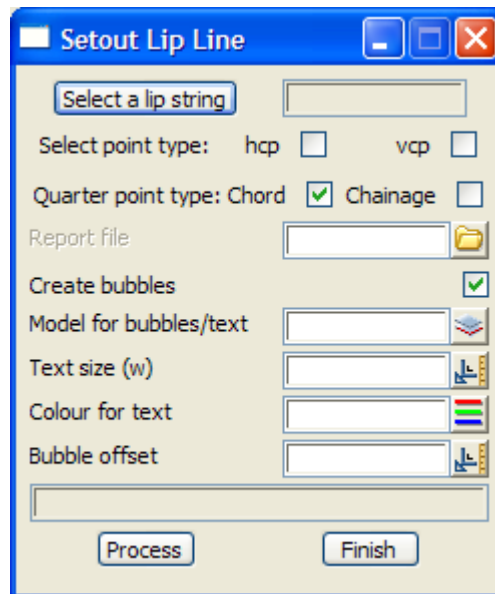 Setout Lip Line
Select a lip string
Select point type: hcp vcp
Quarter point type: Chord Chainage
Report file
Create bubbles
Model for bubbles/text
Text size (w)
Colour for text
Bubble offset
Process Finish